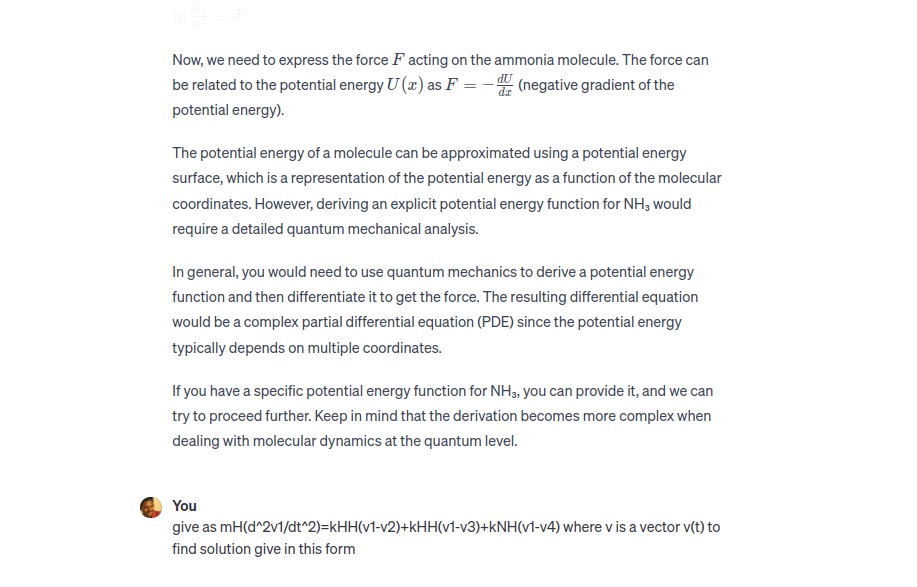 m d²x/dt² = F
Now, we need to express the force F acting on the ammonia molecule. The force can
be related to the potential energy U(x) as F = −dU/dx (negative gradient of the
potential energy).
The potential energy of a molecule can be approximated using a potential energy
surface, which is a representation of the potential energy as a function of the molecular
coordinates. However, deriving an explicit potential energy function for NH₃ would
require a detailed quantum mechanical analysis.
In general, you would need to use quantum mechanics to derive a potential energy
function and then differentiate it to get the force. The resulting differential equation
would be a complex partial differential equation (PDE) since the potential energy
typically depends on multiple coordinates.
If you have a specific potential energy function for NH₃, you can provide it, and we can
try to proceed further. Keep in mind that the derivation becomes more complex when
dealing with molecular dynamics at the quantum level.
You
give as mH(d^2v1/dt^2)=kHH(v1-v2)+kHH(v1-v3)+kNH(v1-v4) where v is a vector v(t) to
find solution give in this form